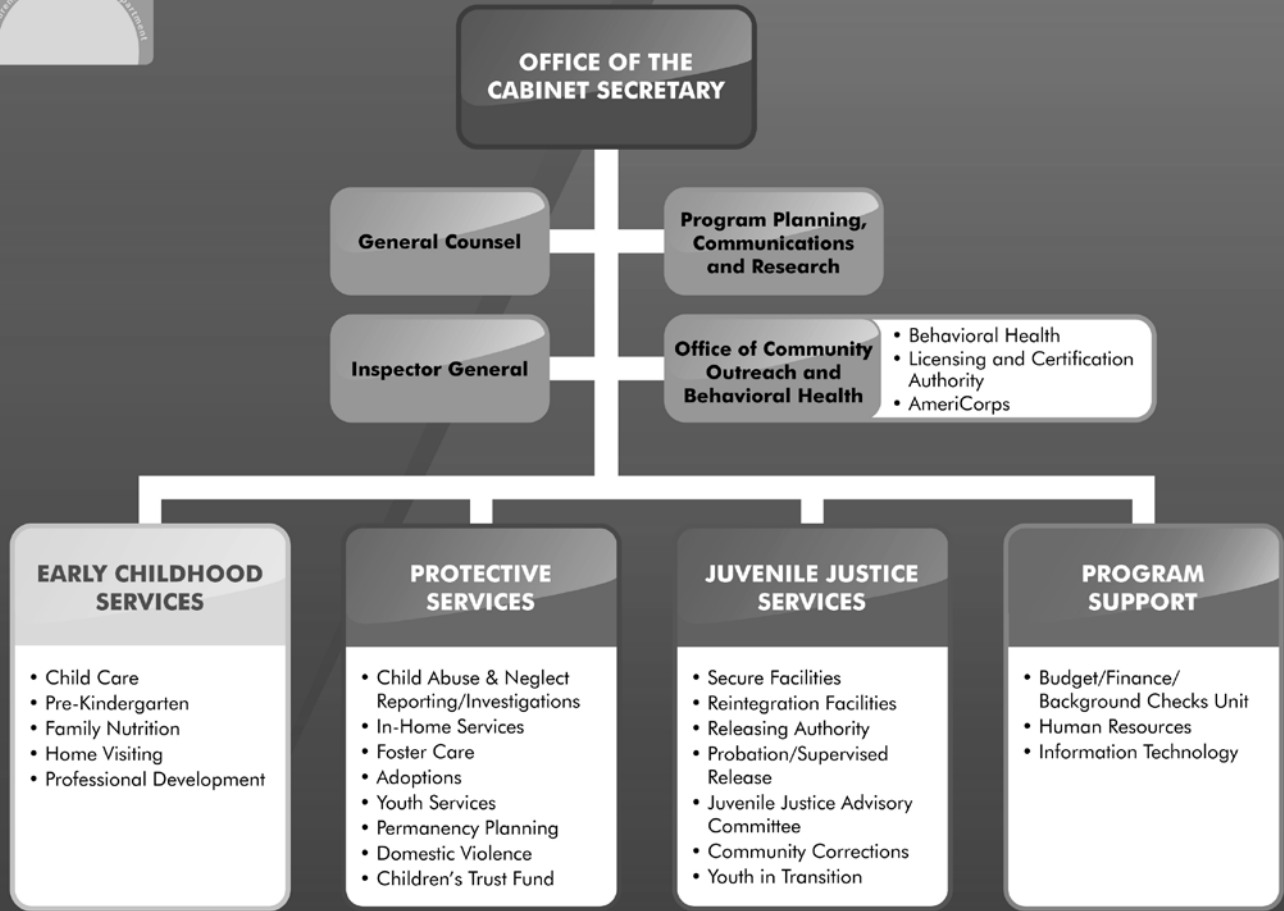 partment
OFFICE OF THE
CABINET SECRETARY
General Counsel
Program Planning,
Communications
and Research
Inspector General
Office of Community
Outreach and
Behavioral Health
• Behavioral Health
• Licensing and Certification
Authority
• AmeriCorps
EARLY CHILDHOOD
SERVICES
• Child Care
• Pre-Kindergarten
• Family Nutrition
• Home Visiting
• Professional Development
PROTECTIVE
SERVICES
• Child Abuse & Neglect
Reporting/Investigations
• In-Home Services
• Foster Care
• Adoptions
• Youth Services
• Permanency Planning
• Domestic Violence
• Children’s Trust Fund
JUVENILE JUSTICE
SERVICES
• Secure Facilities
• Reintegration Facilities
• Releasing Authority
• Probation/Supervised
Release
• Juvenile Justice Advisory
Committee
• Community Corrections
• Youth in Transition
PROGRAM
SUPPORT
• Budget/Finance/
Background Checks Unit
• Human Resources
• Information Technology